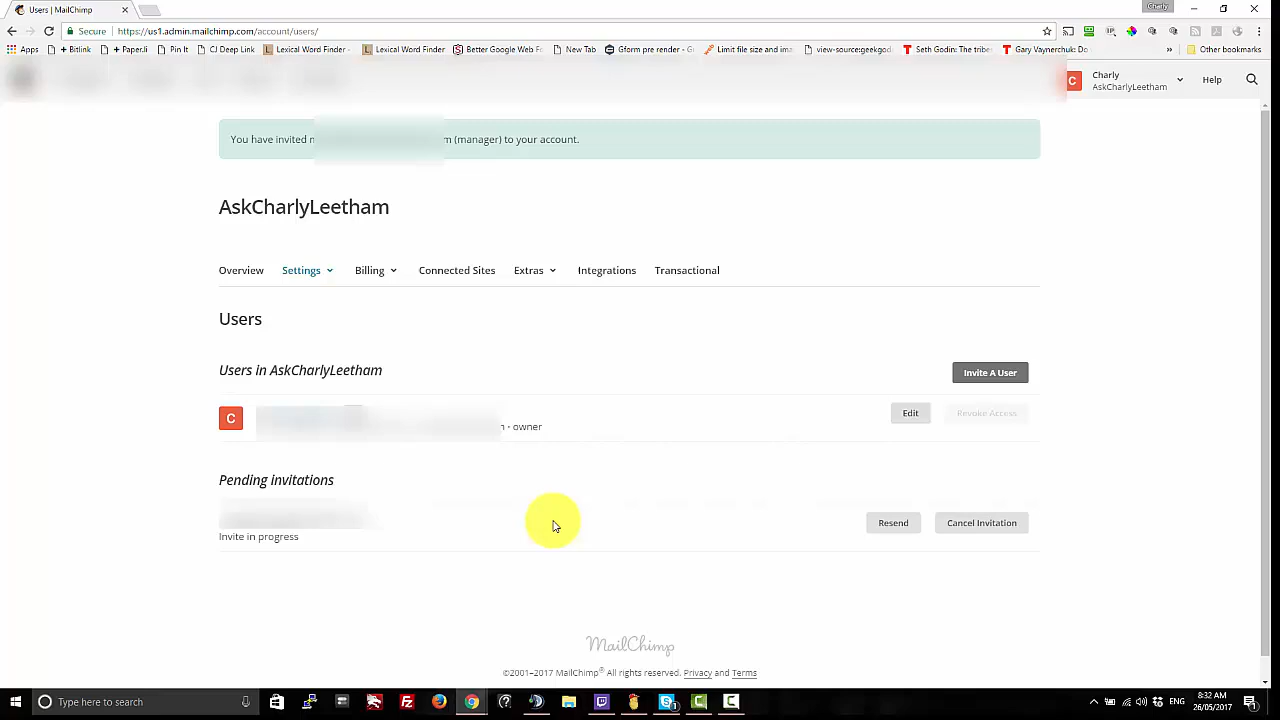 Users | MailChimp
Charly
Secure https://us1.admin.mailchimp.com/account/users/
Apps + Bitlink + Paper.li Pin It CJ Deep Link Lexical Word Finder Lexical Word Finder Better Google Web F New Tab Gform pre render - G Limit file size and ima view-source:geekgod Seth Godin: The tribe Gary Vaynerchuk: Do » Other bookmarks
C Charly Help
AskCharlyLeetham
You have invited m (manager) to your account.
AskCharlyLeetham
Overview Settings Billing Connected Sites Extras Integrations Transactional
Users
Users in AskCharlyLeetham
Invite A User
C
Edit Revoke Access
· owner
Pending invitations
Resend Cancel Invitation
Invite in progress
MailChimp
©2001–2017 MailChimp® All rights reserved. Privacy and Terms
Type here to search
ENG
8:32 AM
26/05/2017